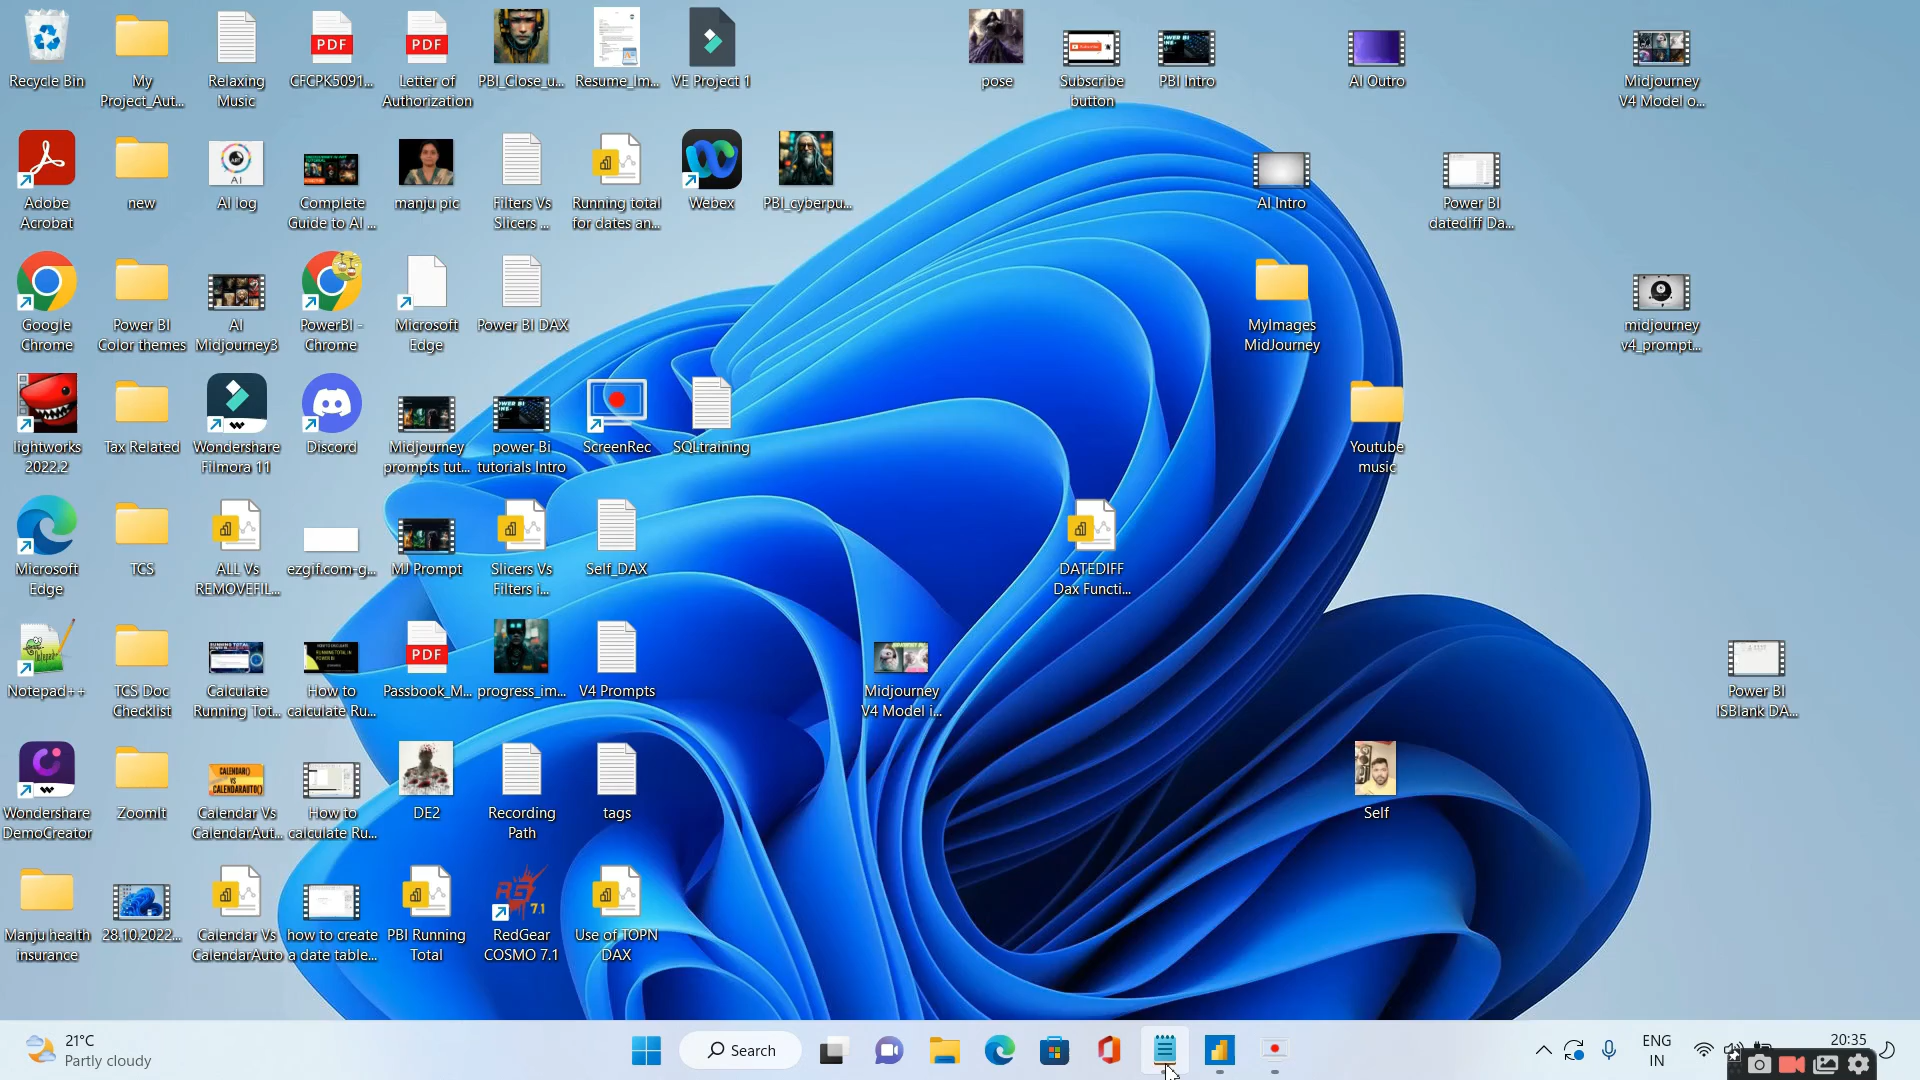 Recycle Bin
My
Project_Aut...
Relaxing
Music
CFCPK5091...
Letter of
Authorization
PBI_Close_u...
Resume_Im...
VE Project 1
pose
Subscribe
button
PBI Intro
AI Outro
Midjourney
V4 Model o...
Adobe
Acrobat
new
AI log
Complete
Guide to AI ...
manju pic
Filters Vs
Slicers ...
Running total
for dates an...
Webex
PBI_cyberpu...
AI Intro
Power BI
datediff Da...
Google
Chrome
Power BI
Color themes
AI
Midjourney3
PowerBI -
Chrome
Microsoft
Edge
Power BI DAX
MyImages
MidJourney
midjourney
v4_prompt...
lightworks
2022.2
Tax Related
Wondershare
Filmora 11
Discord
Midjourney
prompts tut...
power Bi
tutorials Intro
ScreenRec
SQLtraining
Youtube
music
Microsoft
Edge
TCS
ALL Vs
REMOVEFIL...
ezgif.com-g...
MJ Prompt
Slicers Vs
Filters i...
Self_DAX
DATEDIFF
Dax Functi...
Notepad++
TCS Doc
Checklist
Calculate
Running Tot...
How to
calculate Ru...
Passbook_M...
progress_im...
V4 Prompts
Midjourney
V4 Model i...
Power BI
ISBlank DA...
Wondershare
DemoCreator
ZoomIt
Calendar Vs
CalendarAut...
How to
calculate Ru...
DE2
Recording
Path
tags
Self
Manju health
insurance
28.10.2022...
Calendar Vs
CalendarAuto
how to create
a date table...
PBI Running
Total
RedGear
COSMO 7.1
Use of TOPN
DAX
PDF
PDF
PDF
CALENDAR()
VS
CALENDARAUTO()
7.1
21°C
Partly cloudy
Search
ENG
IN
20:35